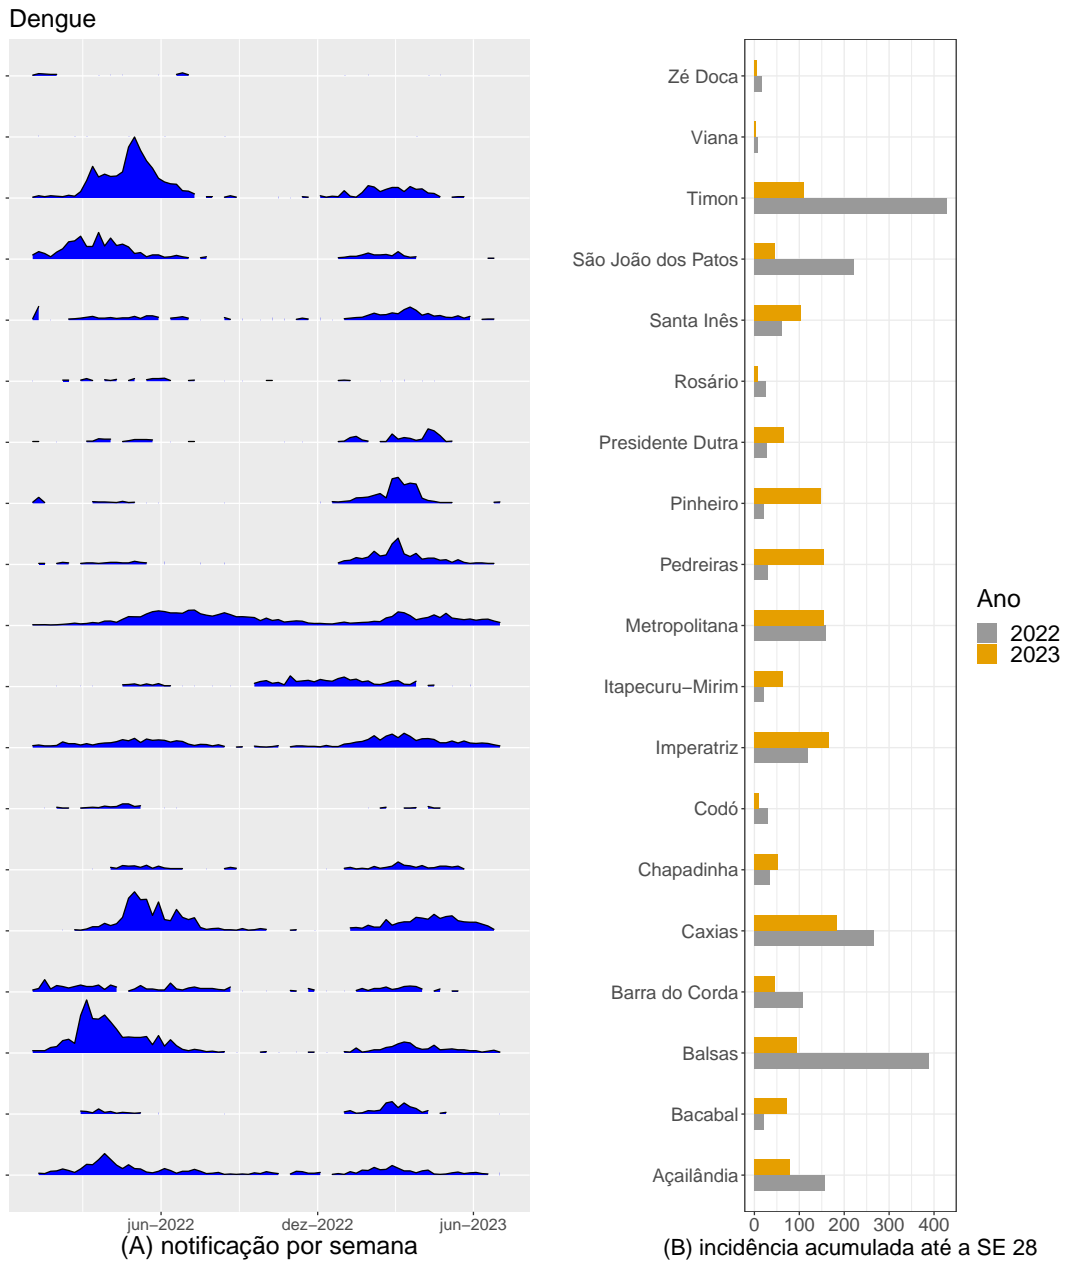 Dengue
Zé Doca
Viana
Timon
São João dos Patos
Santa Inês
Rosário
Presidente Dutra
Pinheiro
Pedreiras
Metropolitana
Itapecuru−Mirim
Imperatriz
Codó
Chapadinha
Caxias
Barra do Corda
Balsas
Bacabal
Açailândia
jun−2022 dez−2022 jun−2023
(A) notificação por semana
0 100 200 300 400
(B) incidência acumulada até a SE 28
Ano
2022
2023